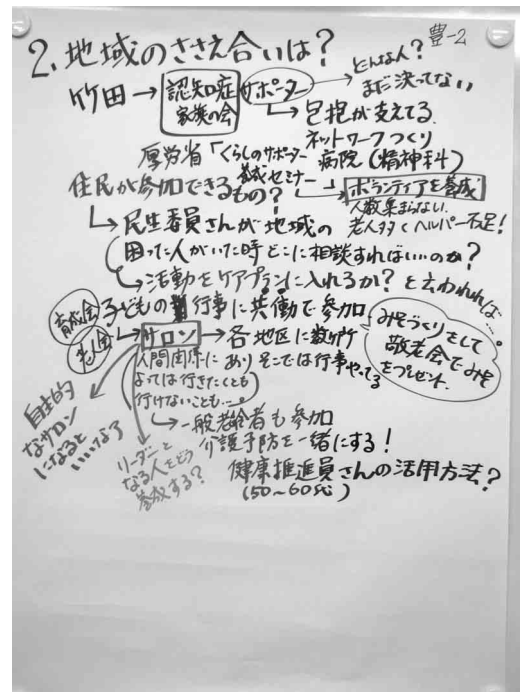 豊-2
2.地域のささえ合いは?
竹田→認知症家族の会 サポーター
どんな人?
まだ決ってない
包括が支えてる
ネットワークつくり
病院(精神科)
厚労省「くらしのサポーター養成セミナー
住民が参加できるもの?
ボランティアを養成
人数集まらない。
老人多くヘルパー不足!
民生委員さんが地域の
困った人がいた時どこに相談すればいいのか?
活動をケアプランに入れるか?と云われれば…。
育成会
子どもの行事に共働で参加
老人会
サロン→各地区に数ヶ所
あり そこでは行事やってる
みそづくりをして
敬老会でみそ
をプレゼント。
人間関係に
よっては行きたくとも
行けないことも…。
一般老齢者も参加
介護予防を一緒にする!
健康推進員さんの活用方法?
(50~60代)
自主的
なサロン
になると
いいなァ
リーダーと
なる人をどう
養成する?